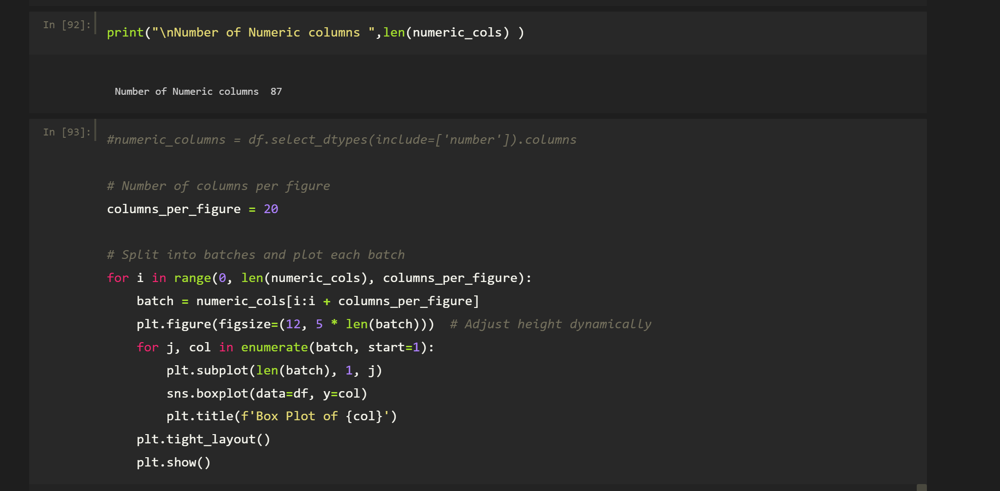 In [92]:
print("\nNumber of Numeric columns ",len(numeric_cols) )
Number of Numeric columns  87
In [93]:
#numeric_columns = df.select_dtypes(include=['number']).columns
# Number of columns per figure
columns_per_figure = 20
# Split into batches and plot each batch
for i in range(0, len(numeric_cols), columns_per_figure):
    batch = numeric_cols[i:i + columns_per_figure]
    plt.figure(figsize=(12, 5 * len(batch)))  # Adjust height dynamically
    for j, col in enumerate(batch, start=1):
        plt.subplot(len(batch), 1, j)
        sns.boxplot(data=df, y=col)
        plt.title(f'Box Plot of {col}')
    plt.tight_layout()
    plt.show()